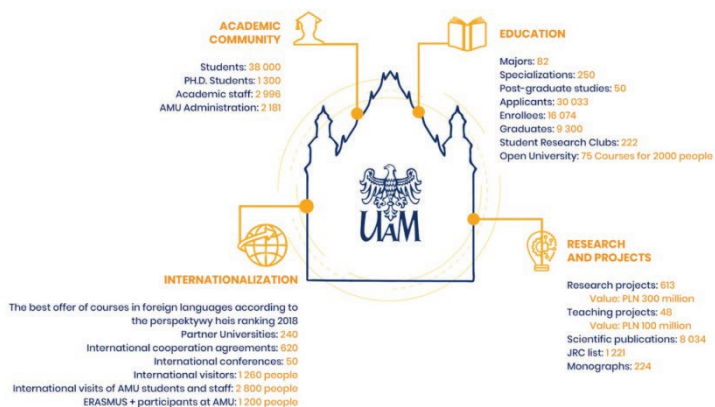 ACADEMIC
COMMUNITY
Students: 38 000
PH.D. Students: 1 300
Academic staff: 2 996
AMU Administration: 2 181
EDUCATION
Majors: 82
Specializations: 250
Post-graduate studies: 50
Applicants: 30 033
Enrollees: 16 074
Graduates: 9 300
Student Research Clubs: 222
Open University: 75 Courses for 2000 people
UAM
INTERNATIONALIZATION
The best offer of courses in foreign languages according to
the perspektywy heis ranking 2018
Partner Universities: 240
International cooperation agreements: 620
International conferences: 50
International visitors: 1 260 people
International visits of AMU students and staff: 2 800 people
ERASMUS + participants at AMU: 1 200 people
RESEARCH
AND PROJECTS
Research projects: 613
Value: PLN 300 million
Teaching projects: 48
Value: PLN 100 million
Scientific publications: 8 034
JRC list: 1 221
Monographs: 224